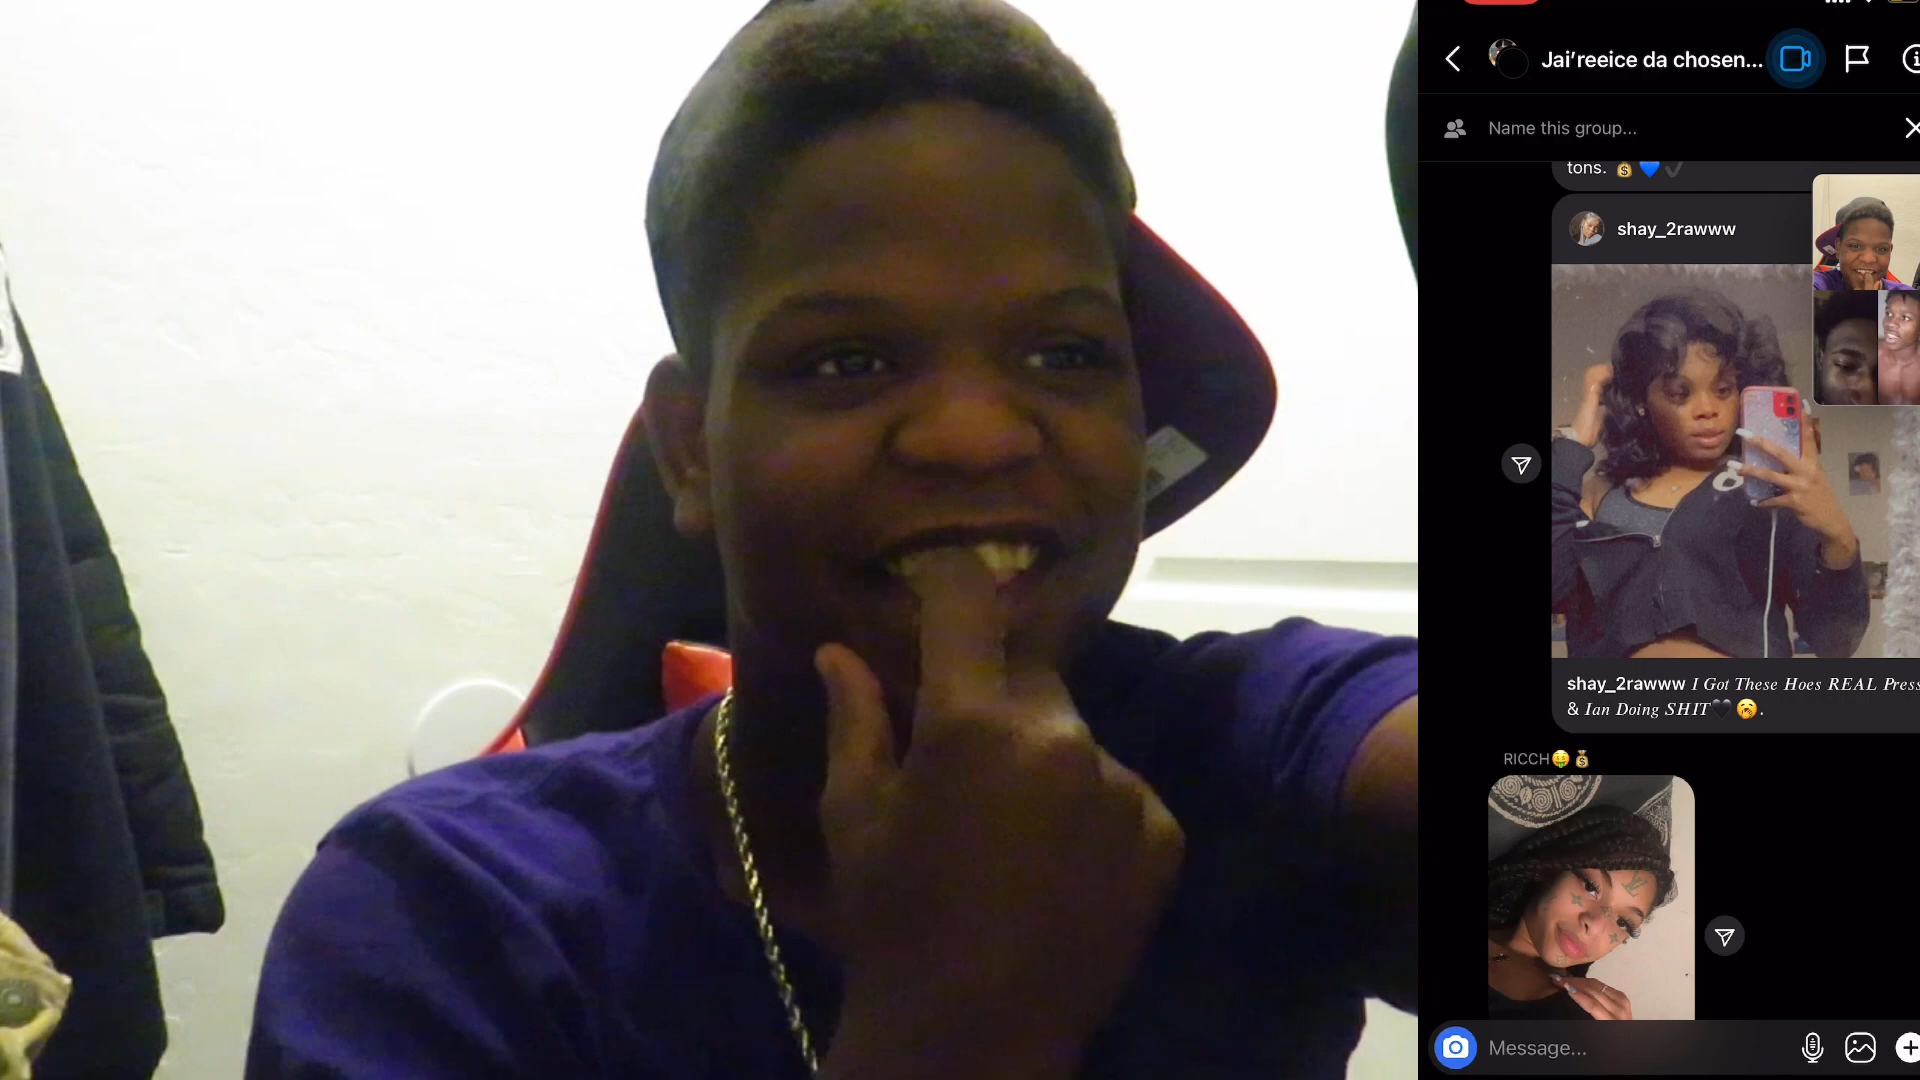 Jai’reeice da chosen...
Name this group...
tons. 💰💙✔️
shay_2rawww
shay_2rawww I Got These Hoes REAL Press
& Ian Doing SHIT🖤🥱.
RICCH🤑💰
Message...